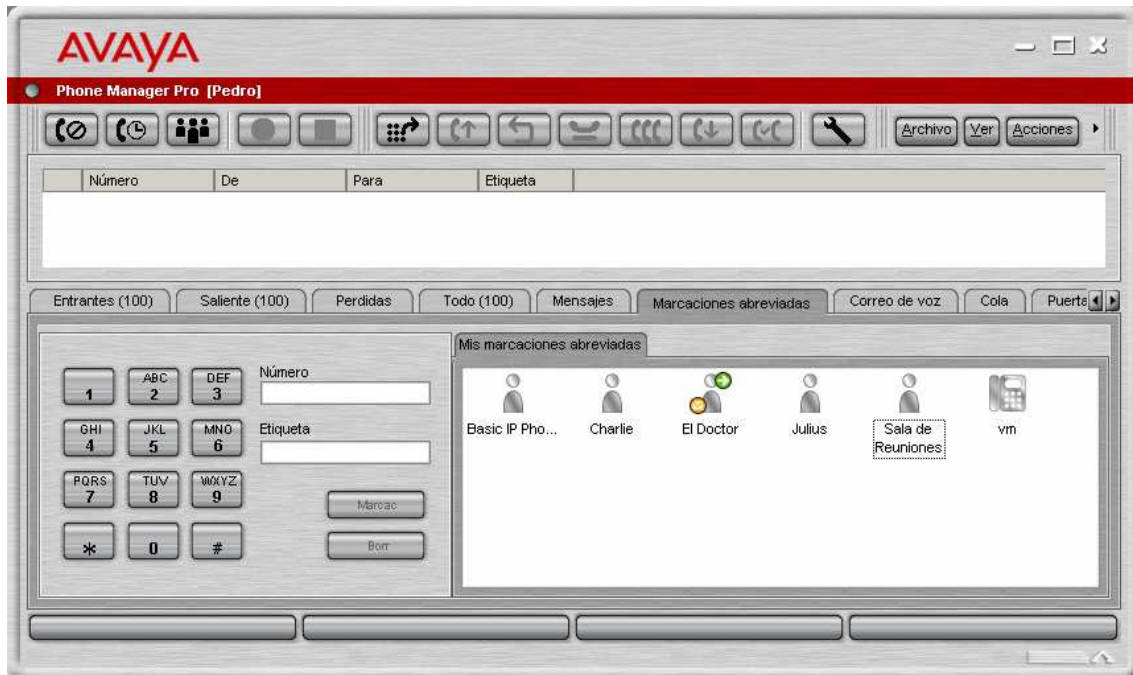 AVAYA
Phone Manager Pro [Pedro]
Archivo Ver Acciones
Número De Para Etiqueta
Entrantes (100) Saliente (100) Perdidas Todo (100) Mensajes Marcaciones abreviadas Correo de voz Cola Puerta
Mis marcaciones abreviadas
Número
1 ABC 2 DEF 3
GHI 4 JKL 5 MNO 6
Etiqueta
PQRS 7 TUV 8 WXYZ 9
* 0 #
Marcac
Borr
Basic IP Pho... Charlie El Doctor Julius Sala de Reuniones vm